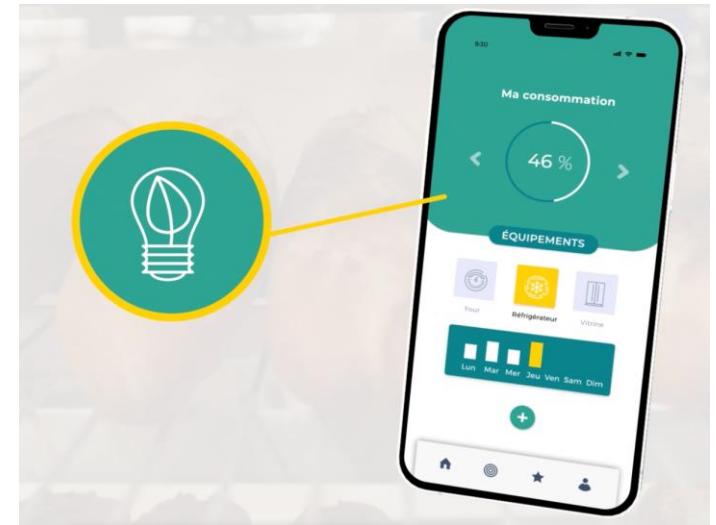 9:30
Ma consommation
46 %
ÉQUIPEMENTS
Four Réfrigérateur Vitrine
Lun Mar Mer Jeu Ven Sam Dim